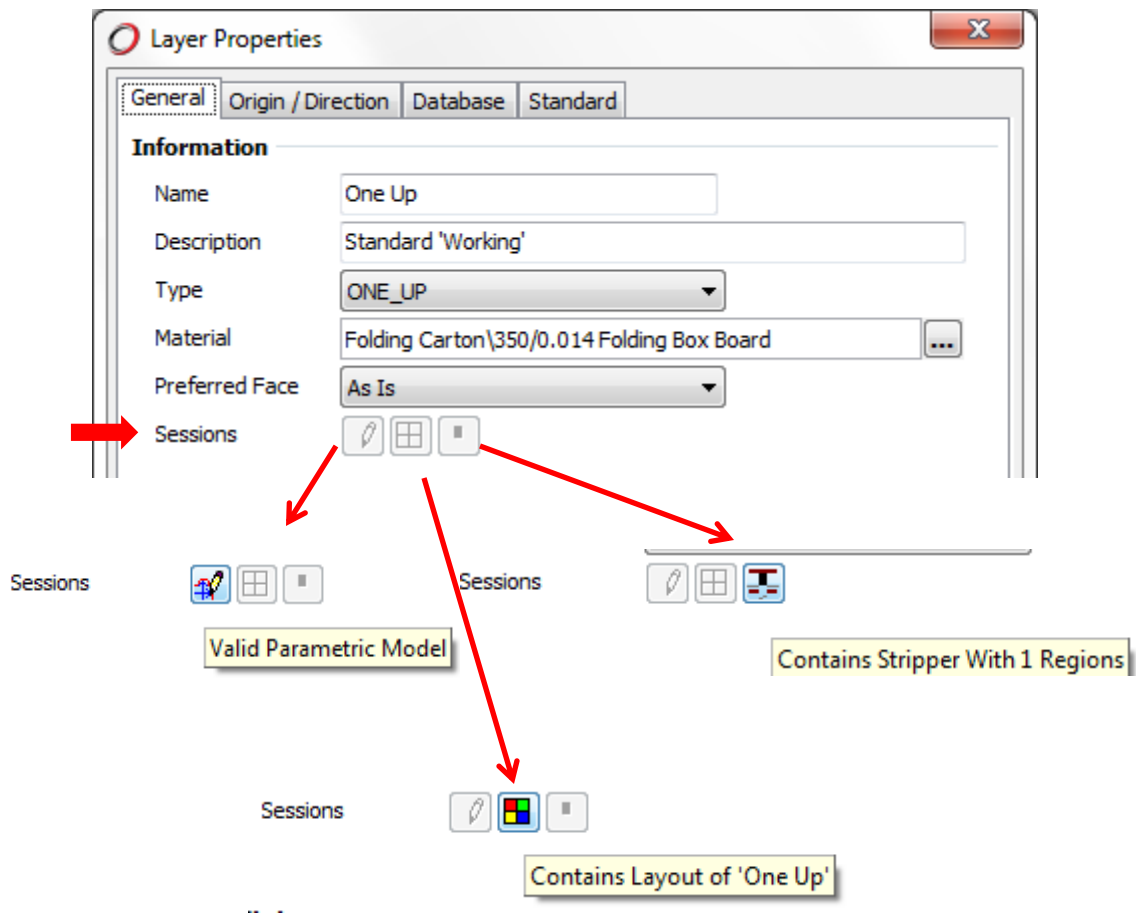 Layer Properties
General Origin / Direction Database Standard
Information
Name One Up
Description Standard 'Working'
Type ONE_UP
Material Folding Carton\350/0.014 Folding Box Board ...
Preferred Face As Is
Sessions
Sessions Sessions
Valid Parametric Model Contains Stripper With 1 Regions
Sessions
Contains Layout of 'One Up'